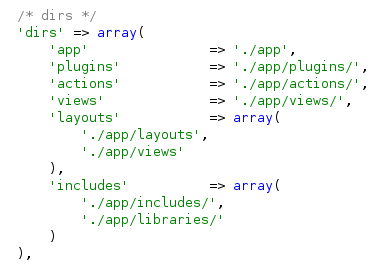 /* dirs */
'dirs' => array(
    'app'               => './app',
    'plugins'           => './app/plugins/',
    'actions'           => './app/actions/',
    'views'             => './app/views/',
    'layouts'           => array(
        './app/layouts',
        './app/views'
    ),
    'includes'          => array(
        './app/includes/',
        './app/libraries/'
    )
),